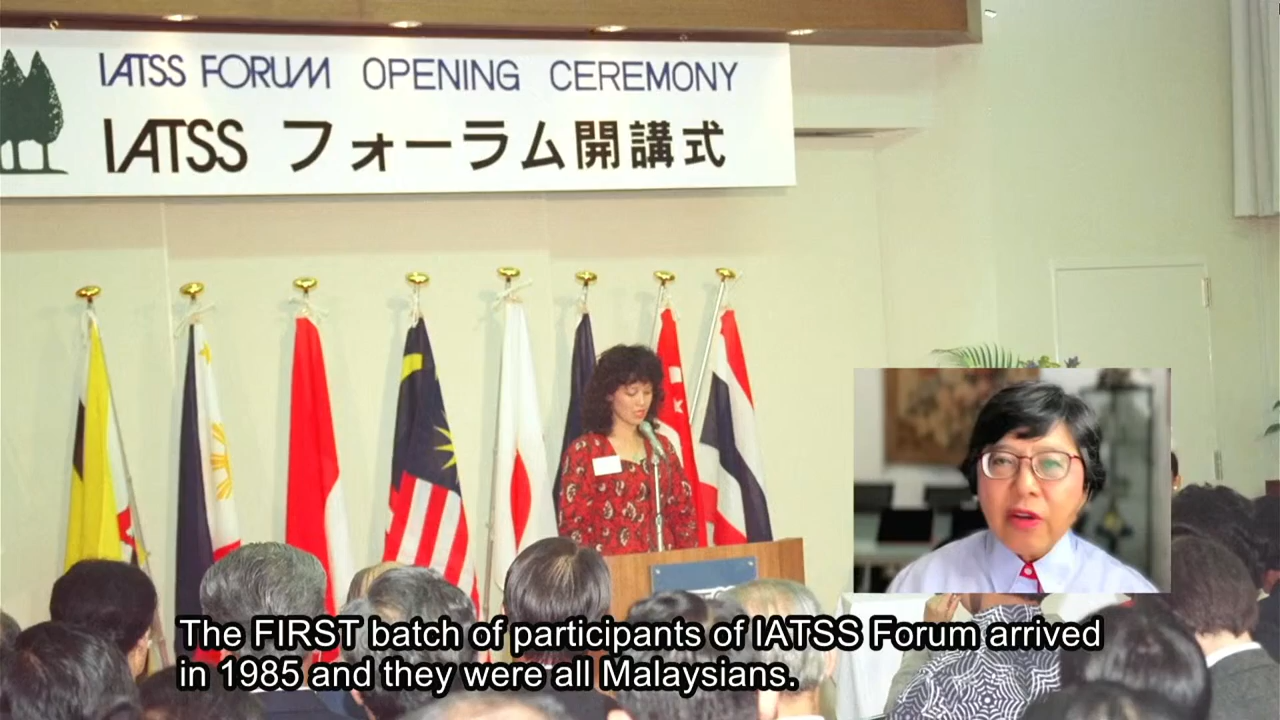 IATSS FORUM OPENING CEREMONY
IATSS フォーラム開講式
The FIRST batch of participants of IATSS Forum arrived
in 1985 and they were all Malaysians.